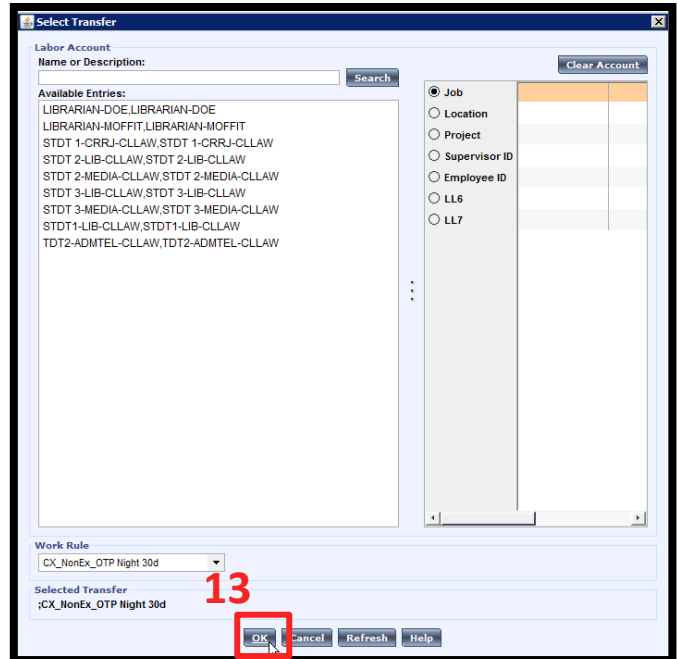 Select Transfer
Labor Account
Name or Description:
Search
Clear Account
Available Entries:
LIBRARIAN-DOE,LIBRARIAN-DOE
LIBRARIAN-MOFFIT,LIBRARIAN-MOFFIT
STDT 1-CRRJ-CLLAW,STDT 1-CRRJ-CLLAW
STDT 2-LIB-CLLAW,STDT 2-LIB-CLLAW
STDT 2-MEDIA-CLLAW,STDT 2-MEDIA-CLLAW
STDT 3-LIB-CLLAW,STDT 3-LIB-CLLAW
STDT 3-MEDIA-CLLAW,STDT 3-MEDIA-CLLAW
STDT1-LIB-CLLAW,STDT1-LIB-CLLAW
TDT2-ADMTEL-CLLAW,TDT2-ADMTEL-CLLAW
Job
Location
Project
Supervisor ID
Employee ID
LL6
LL7
Work Rule
CX_NonEx_OTP Night 30d
Selected Transfer
;CX_NonEx_OTP Night 30d
13
OK Cancel Refresh Help